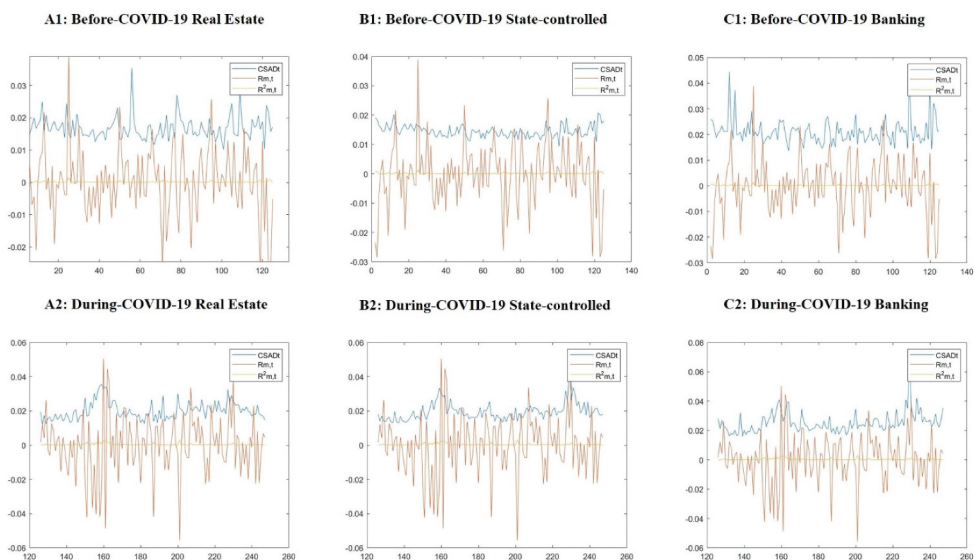 A1: Before-COVID-19 Real Estate
0.03
0.02
0.01
0
-0.01
-0.02
20 40 60 80 100 120
CSADt
Rm,t
R²m,t
B1: Before-COVID-19 State-controlled
0.04
0.03
0.02
0.01
0
-0.01
-0.02
-0.03
0 20 40 60 80 100 120 140
CSADt
Rm,t
R²m,t
C1: Before-COVID-19 Banking
0.05
0.04
0.03
0.02
0.01
0
-0.01
-0.02
-0.03
0 20 40 60 80 100 120 140
CSADt
Rm,t
R²m,t
A2: During-COVID-19 Real Estate
0.06
0.04
0.02
0
-0.02
-0.04
-0.06
120 140 160 180 200 220 240 260
CSADt
Rm,t
R²m,t
B2: During-COVID-19 State-controlled
0.06
0.04
0.02
0
-0.02
-0.04
-0.06
120 140 160 180 200 220 240 260
CSADt
Rm,t
R²m,t
C2: During-COVID-19 Banking
0.06
0.04
0.02
0
-0.02
-0.04
-0.06
120 140 160 180 200 220 240 260
CSADt
Rm,t
R²m,t